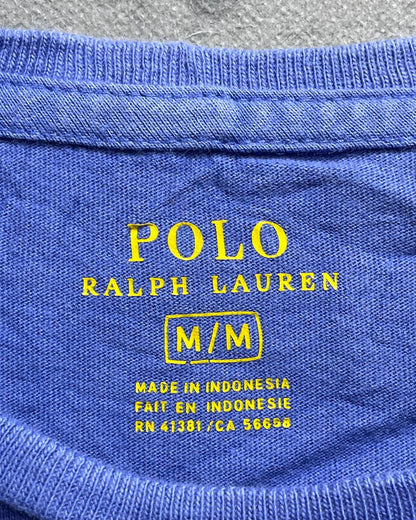 POLO
RALPH LAUREN
M/M
MADE IN INDONESIA
FAIT EN INDONESIE
RN 41381/CA 56658